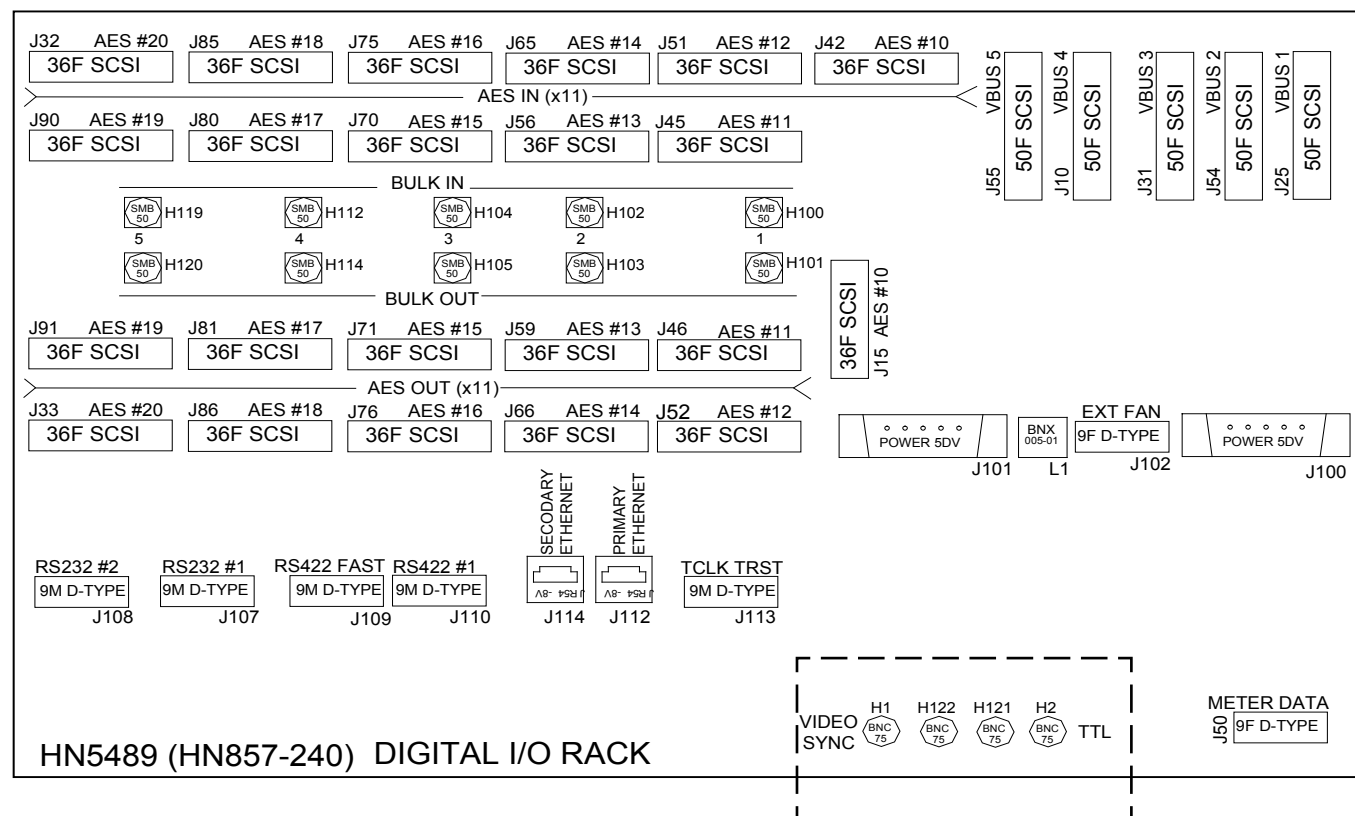 J32 AES #20 J85 AES #18 J75 AES #16 J65 AES #14 J51 AES #12 J42 AES #10
36F SCSI 36F SCSI 36F SCSI 36F SCSI 36F SCSI 36F SCSI
AES IN (x11)
J90 AES #19 J80 AES #17 J70 AES #15 J56 AES #13 J45 AES #11
36F SCSI 36F SCSI 36F SCSI 36F SCSI 36F SCSI
J55 VBUS 5
50F SCSI
J10 VBUS 4
50F SCSI
J31 VBUS 3
50F SCSI
J54 VBUS 2
50F SCSI
J25 VBUS 1
50F SCSI
BULK IN
SMB 50 H119 SMB 50 H112 SMB 50 H104 SMB 50 H102 SMB 50 H100
5 4 3 2 1
SMB 50 H120 SMB 50 H114 SMB 50 H105 SMB 50 H103 SMB 50 H101
BULK OUT
36F SCSI
J15 AES #10
J91 AES #19 J81 AES #17 J71 AES #15 J59 AES #13 J46 AES #11
36F SCSI 36F SCSI 36F SCSI 36F SCSI 36F SCSI
AES OUT (x11)
J33 AES #20 J86 AES #18 J76 AES #16 J66 AES #14 J52 AES #12
36F SCSI 36F SCSI 36F SCSI 36F SCSI 36F SCSI
POWER 5DV
J101
BNX
005-01
L1
EXT FAN
9F D-TYPE
J102
POWER 5DV
J100
RS232 #2
9M D-TYPE
J108
RS232 #1
9M D-TYPE
J107
RS422 FAST
9M D-TYPE
J109
RS422 #1
9M D-TYPE
J110
SECODARY
ETHERNET
JR54 -8V
J114
PRIMARY
ETHERNET
JR54 -8V
J112
TCLK TRST
9M D-TYPE
J113
VIDEO
SYNC
H1 H122 H121 H2
BNC 75 BNC 75 BNC 75 BNC 75
TTL
METER DATA
J50 9F D-TYPE
HN5489 (HN857-240) DIGITAL I/O RACK